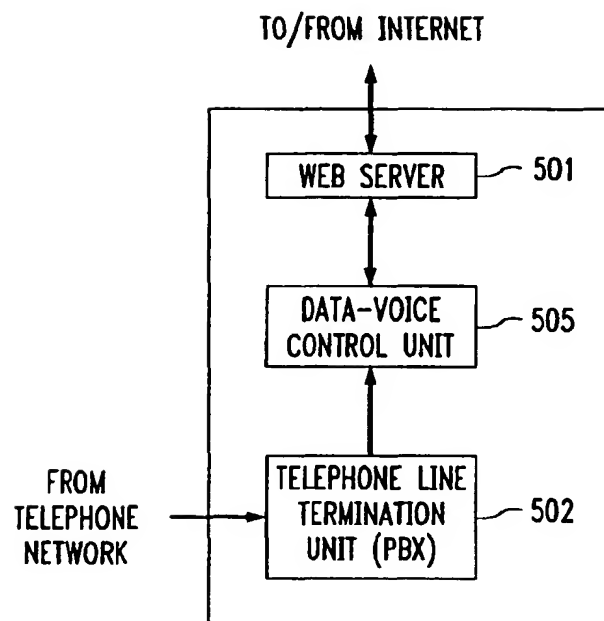 TO/FROM INTERNET
WEB SERVER
501
DATA-VOICE
CONTROL UNIT
505
FROM
TELEPHONE
NETWORK
TELEPHONE LINE
TERMINATION
UNIT (PBX)
502